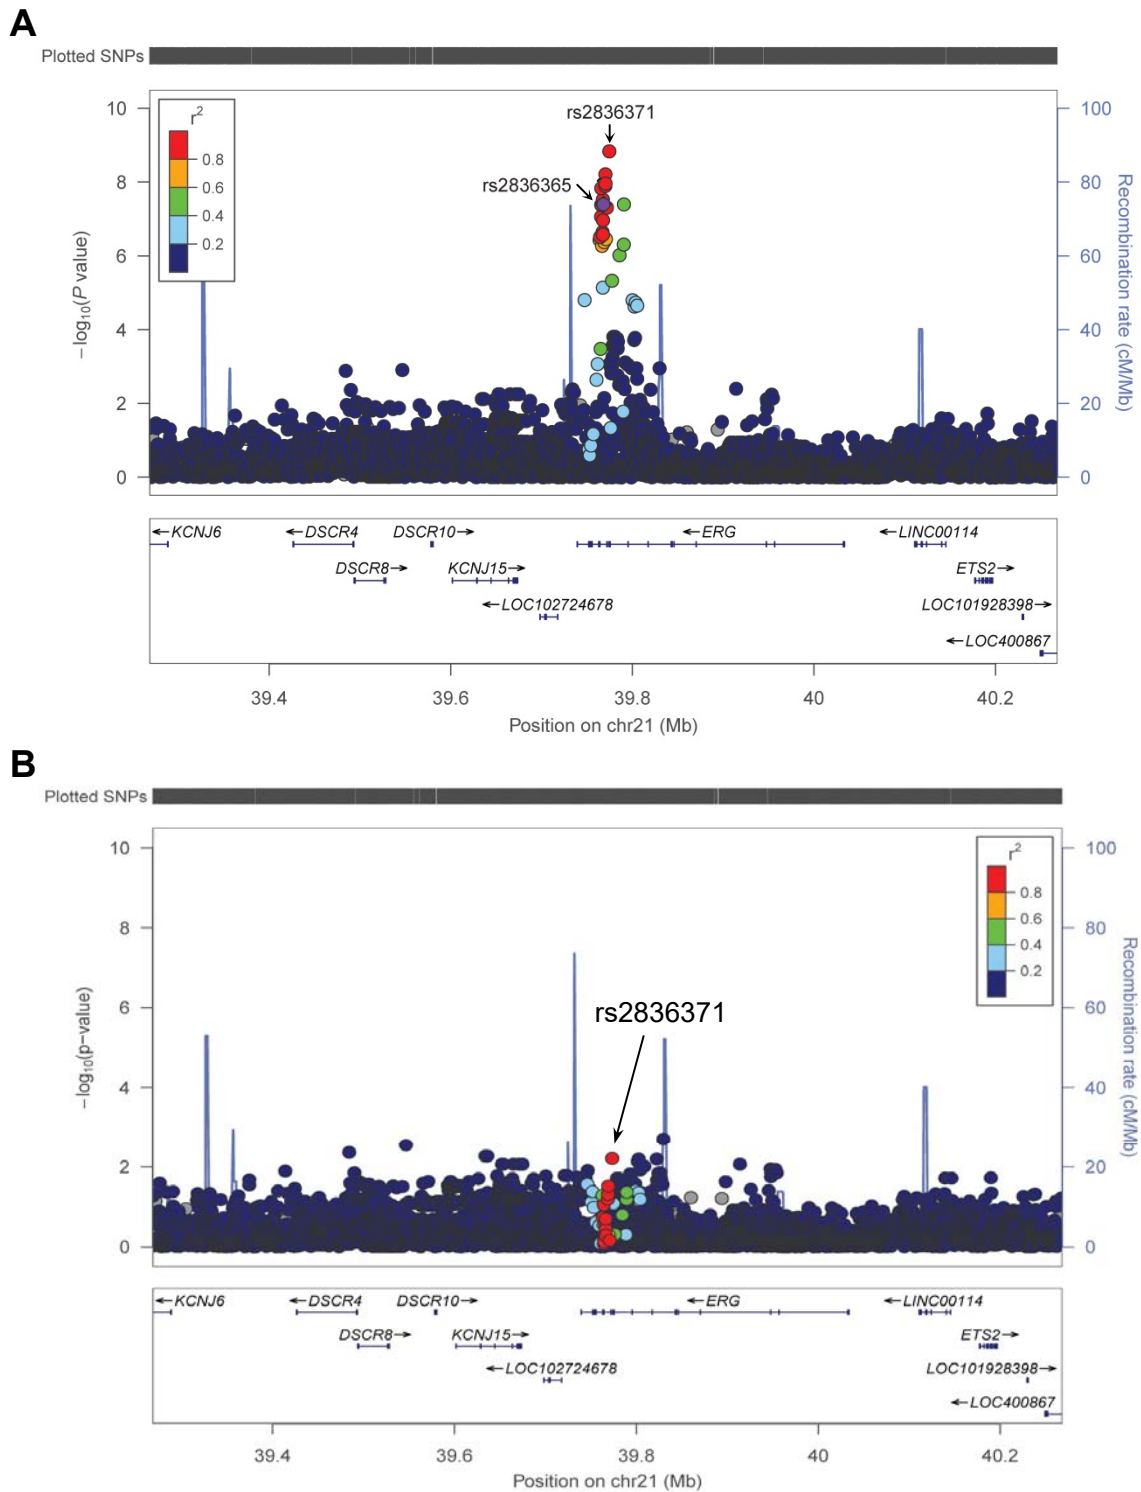 A
Plotted SNPs
r2
0.8
0.6
0.4
0.2
rs2836371
rs2836365
10
8
6
4
2
0
−log10(P value)
100
80
60
40
20
0
Recombination rate (cM/Mb)
←KCNJ6 ←DSCR4 DSCR10→ ←ERG ←LINC00114
DSCR8→ KCNJ15→ ETS2→
←LOC102724678 LOC101928398→
←LOC400867
39.4 39.6 39.8 40 40.2
Position on chr21 (Mb)
B
Plotted SNPs
r2
0.8
0.6
0.4
0.2
rs2836371
10
8
6
4
2
0
−log10(p−value)
100
80
60
40
20
0
Recombination rate (cM/Mb)
←KCNJ6 ←DSCR4 DSCR10→ ←ERG ←LINC00114
DSCR8→ KCNJ15→ ETS2→
←LOC102724678 LOC101928398→
←LOC400867
39.4 39.6 39.8 40 40.2
Position on chr21 (Mb)